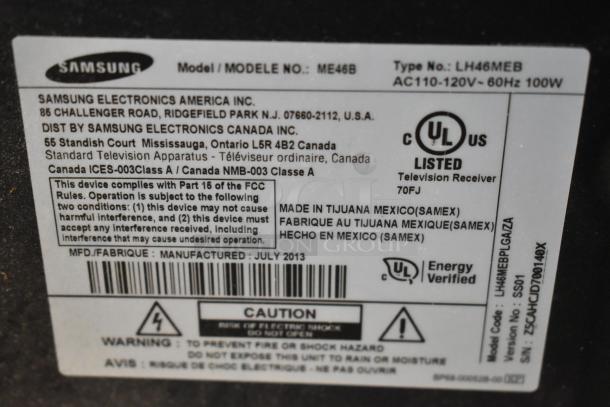 SAMSUNG
Model / MODELE NO.: ME46B
Type No.: LH46MEB
AC110-120V~ 60Hz 100W
SAMSUNG ELECTRONICS AMERICA INC.
85 CHALLENGER ROAD, RIDGEFIELD PARK N.J. 07660-2112, U.S.A.
DIST BY SAMSUNG ELECTRONICS CANADA INC.
55 Standish Court Mississauga, Ontario L5R 4B2 Canada
Standard Television Apparatus - Téléviseur ordinaire, Canada
Canada ICES-003Class A / Canada NMB-003 Classe A
This device complies with Part 15 of the FCC
Rules. Operation is subject to the following
two conditions: (1) this device may not cause
harmful interference, and (2) this device must
accept any interference received, including
interference that may cause undesired operation.
C UL US
LISTED
Television Receiver
70FJ
MADE IN TIJUANA MEXICO(SAMEX)
FABRIQUE AU TIJUANA MEXIQUE(SAMEX)
HECHO EN MEXICO (SAMEX)
MFD./FABRIQUE : MANUFACTURED : JULY 2013
C UL Energy
Verified
CAUTION
RISK OF ELECTRIC SHOCK
DO NOT OPEN
WARNING : TO PREVENT FIRE OR SHOCK HAZARD
DO NOT EXPOSE THIS UNIT TO RAIN OR MOISTURE
AVIS : RISQUE DE CHOC ELECTRIQUE - NE PAS OUVRIR
Model Code : LH46MEBPLGA/ZA
Version No : SS01
S/N :